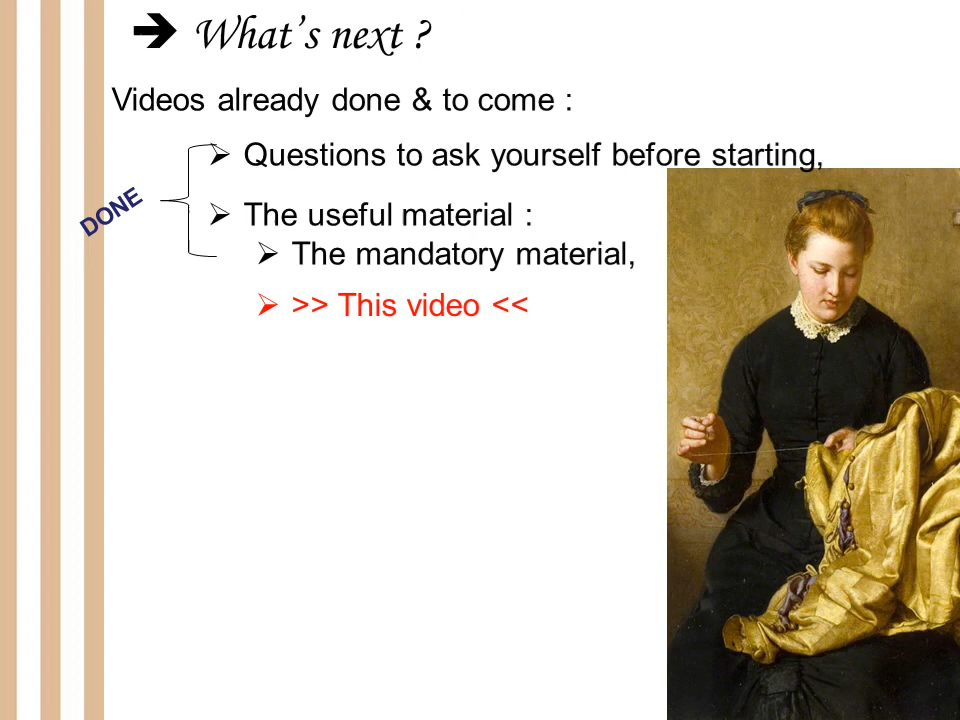 ➔ What's next ?
Videos already done & to come :
➢ Questions to ask yourself before starting,
DONE
➢ The useful material :
➢ The mandatory material,
➢ >> This video <<